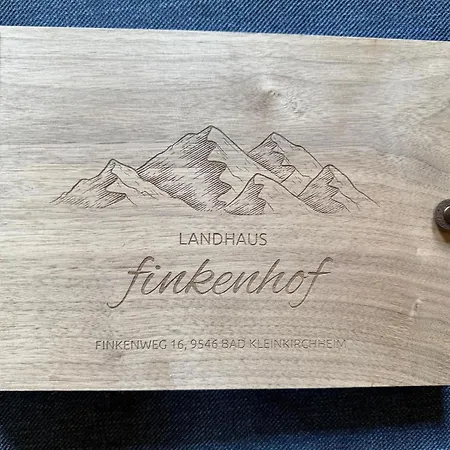 LANDHAUS
finkenhof
FINKENWEG 16, 9546 BAD KLEINKIRCHHEIM